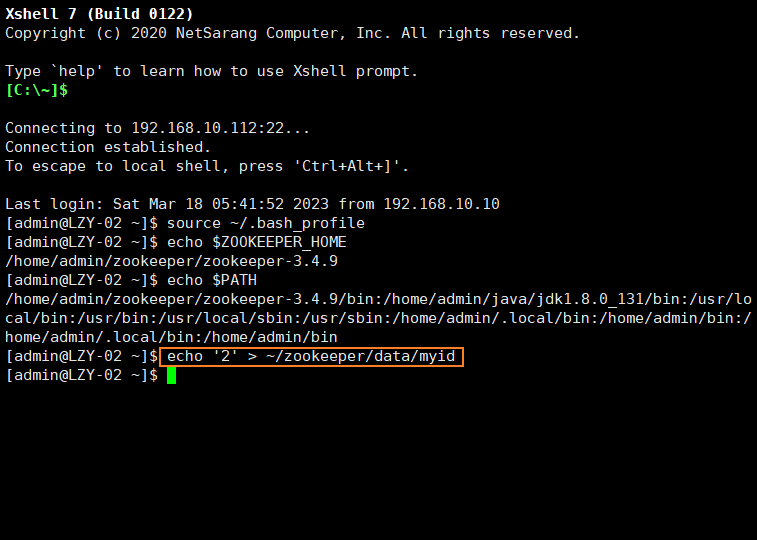 Xshell 7 (Build 0122)
Copyright (c) 2020 NetSarang Computer, Inc. All rights reserved.
Type `help' to learn how to use Xshell prompt.
[C:\~]$
Connecting to 192.168.10.112:22...
Connection established.
To escape to local shell, press 'Ctrl+Alt+]'.
Last login: Sat Mar 18 05:41:52 2023 from 192.168.10.10
[admin@LZY-02 ~]$ source ~/.bash_profile
[admin@LZY-02 ~]$ echo $ZOOKEEPER_HOME
/home/admin/zookeeper/zookeeper-3.4.9
[admin@LZY-02 ~]$ echo $PATH
/home/admin/zookeeper/zookeeper-3.4.9/bin:/home/admin/java/jdk1.8.0_131/bin:/usr/lo
cal/bin:/usr/bin:/usr/local/sbin:/usr/sbin:/home/admin/.local/bin:/home/admin/bin:/
home/admin/.local/bin:/home/admin/bin
[admin@LZY-02 ~]$ echo '2' > ~/zookeeper/data/myid
[admin@LZY-02 ~]$